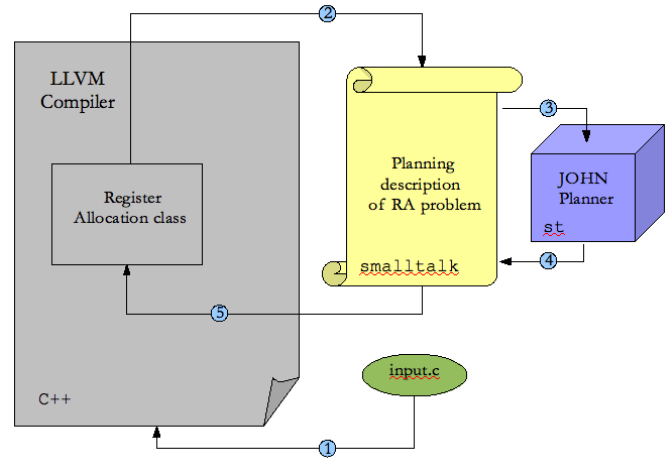 2
LLVM
Compiler
3
Register
Allocation class
Planning
description
of RA problem
JOHN
Planner
st
smalltalk
4
5
input.c
C++
1